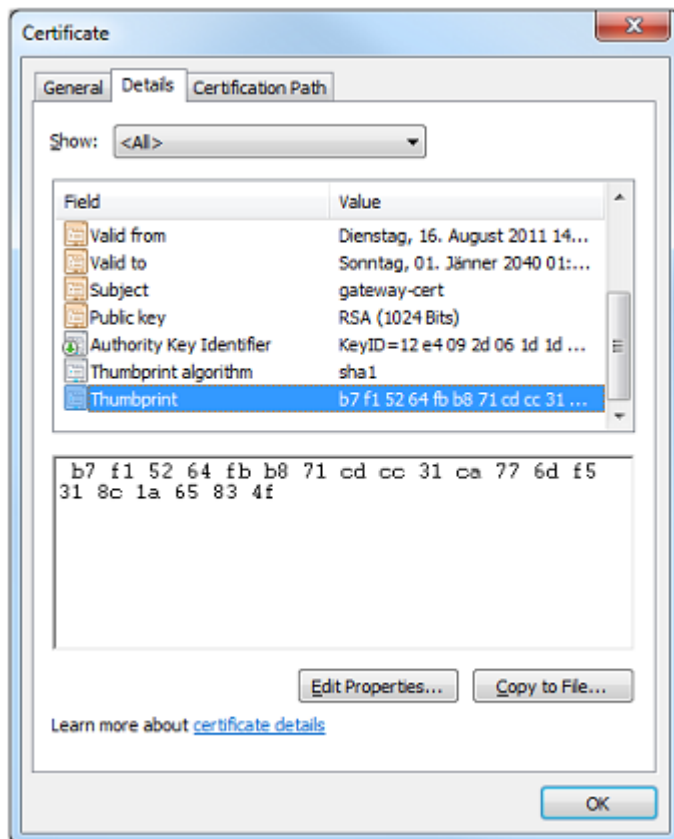 Certificate
General Details Certification Path
Show: <All>
Field Value
Valid from Dienstag, 16. August 2011 14...
Valid to Sonntag, 01. Jänner 2040 01:...
Subject gateway-cert
Public key RSA (1024 Bits)
Authority Key Identifier KeyID=12 e4 09 2d 06 1d 1d ...
Thumbprint algorithm sha1
Thumbprint b7 f1 52 64 fb b8 71 cd cc 31 ...
b7 f1 52 64 fb b8 71 cd cc 31 ca 77 6d f5
31 8c 1a 65 83 4f
Edit Properties... Copy to File...
Learn more about certificate details
OK